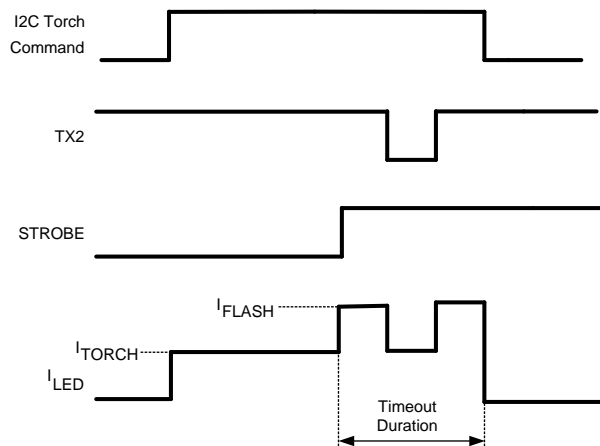 I2C Torch
Command
TX2
STROBE
IFLASH
ITORCH
ILED
Timeout
Duration